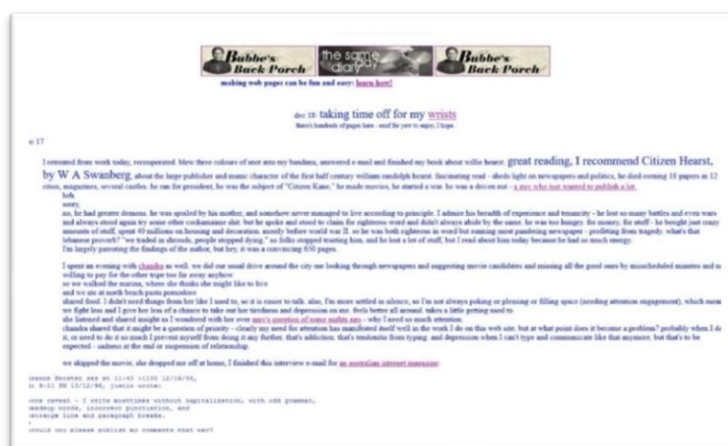 Bubbe's Back Porch the same day diary Bubbe's Back Porch
making web pages can be fun and easy: learn how!
dec 18: taking time off for my wrists
there's hundreds of pages here - for you to enjoy, I hope
17
I retreated from work today, recuperated. blew three colours of snot into my bandana, answered e-mail and finished my book about willie hearst. great reading, I recommend Citizen Hearst,
by W A Swanberg, about the large publisher and manic character of the first half century william randolph hearst. fascinating read - sheds light on newspapers and politics, he died owning 18 papers in 12
cities, magazines, several castles. he ran for president, he was the subject of "Citizen Kane," he made movies, he started a war. he was a driven nut - a guy who just wanted to publish a lot.
heh.
sorry,
no, he had greater demons. he was spoiled by his mother, and somehow never managed to live according to principle. I admire his breadth of experience and tenacity - he lost so many battles and even wars
and always stood again try some other cockamamie shit. but he spoke and stood to claim for righteous word and didn't always abide by the same. he was too hungry. for money, for stuff - he bought just crazy
amounts of stuff, spent 40 millions on housing and decoration. mostly before world war II. so he was both righteous in word but running most pandering newspaper - profiting from tragedy. what's that
lebanese proverb? "we traded in shrouds, people stopped dying." so folks stopped trusting him, and he lost a lot of stuff, but I read about him today because he had so much energy.
I'm largely parroting the findings of the author, but hey, it was a convincing 650 pages.
I spent an evening with chandra as well. we did our usual drive around the city me looking through newspapers and suggesting movie candidates and missing all the good ones by misscheduled minutes and
willing to pay for the other tape too far away anyhow
so we walked the marina, where she thinks she might like to live
and we ate at north beach pasta pomodoro
shared food. I didn't need things from her like I used to, so it is easier to talk. also, I'm more settled in silence, so I'm not always poking or pleasing or filling space (needing attention engagement), which
we fight less and I give her less of a chance to take out her tiredness and depression on me. feels better all around. takes a little getting used to
she listened and shared insight as I wondered with her over amy's question of some nights ago - why I need so much attention
chandra shared that it might be a question of priority - clearly my need for attention has manifested itself well in the work I do on this web site. but at what point does it become a problem? probably when I
it, or need to do it so much I prevent myself from doing it any further. that's addiction. that's tendonitis from typing. and depression when I can't type and communicate like that anymore. but that's to be
expected - sadness at the end or suspension of relationship.
we skipped the movie, she dropped me off at home, I finished this interview e-mail for an australian internet magazine:
at 11:42 -1100 12/16/96,
9:11 PM 15/12/96, justin wrote:
caveat - I write mosttimes without capitalization, with odd grammar,
words, incorrect punctuation, and
strange line and paragraph breaks.
you please publish my comments that way?